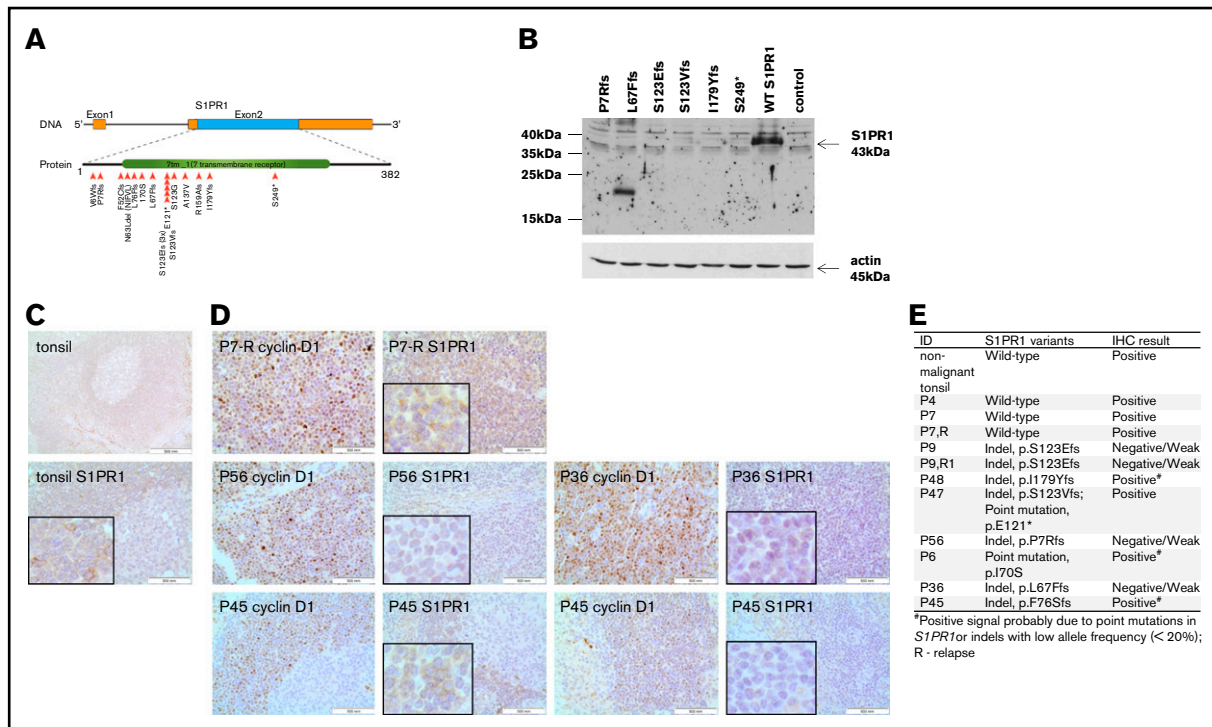 A
S1PR1
Exon1
Exon2
DNA
5'
3'
Protein
7tm _1(7 transmembrane receptor)
1
382
V6Wfs
P7Rfs
F52Cfs
N63Ldel (NIFVL)
L76Ffs
I70S
L67Ffs
S123Efs (3x)
E121*
S123Vfs
S123G
A137V
R159Afs
I179Yfs
S249*
B
P7Rfs
L67Ffs
S123Efs
S123Vfs
I179Yfs
S249*
WT S1PR1
control
40kDa
35kDa
25kDa
15kDa
S1PR1
43kDa
actin
45kDa
C
tonsil
tonsil S1PR1
D
P7-R cyclin D1
P7-R S1PR1
P56 cyclin D1
P56 S1PR1
P36 cyclin D1
P36 S1PR1
P45 cyclin D1
P45 S1PR1
P45 cyclin D1
P45 S1PR1
E
ID S1PR1 variants IHC result
non- Wild-type Positive
malignant
tonsil
P4 Wild-type Positive
P7 Wild-type Positive
P7,R Wild-type Positive
P9 Indel, p.S123Efs Negative/Weak
P9,R1 Indel, p.S123Efs Negative/Weak
P48 Indel, p.I179Yfs Positive#
P47 Indel, p.S123Vfs; Positive
Point mutation,
p.E121*
P56 Indel, p.P7Rfs Negative/Weak
P6 Point mutation, Positive#
p.I70S
P36 Indel, p.L67Ffs Negative/Weak
P45 Indel, p.F76Sfs Positive#
#Positive signal probably due to point mutations in
S1PR1or indels with low allele frequency (< 20%);
R - relapse